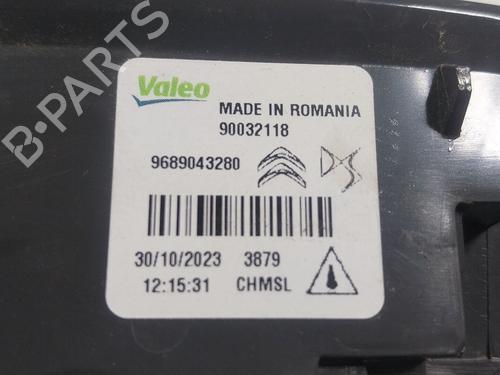 B-PARTS
Valeo
MADE IN ROMANIA
90032118
9689043280
DS
30/10/2023 3879
12:15:31 CHMSL